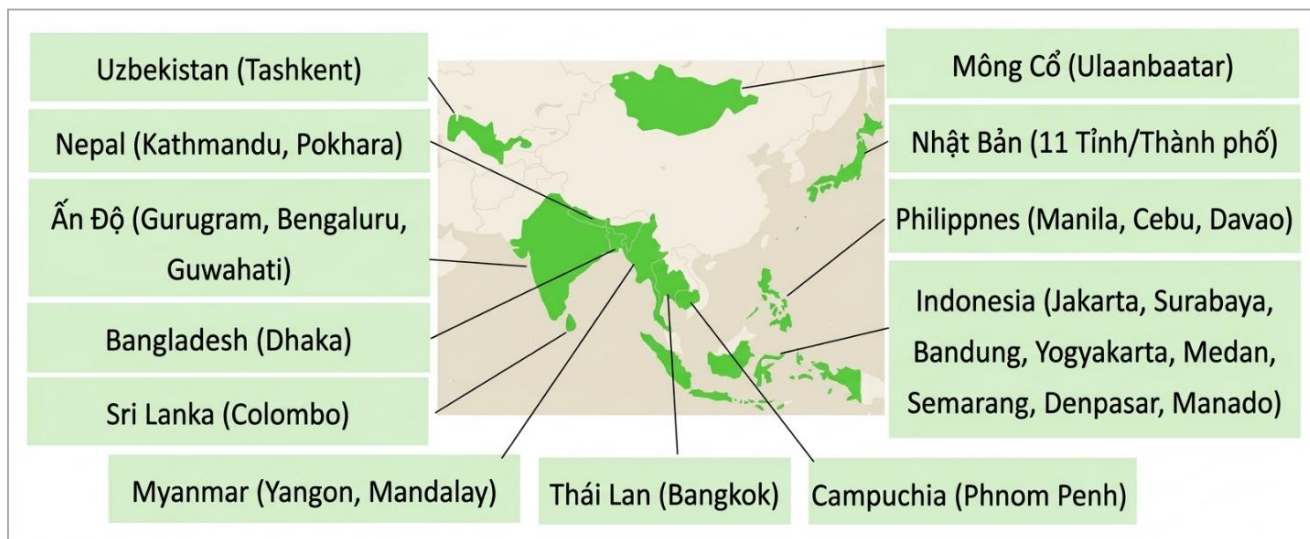 Uzbekistan (Tashkent)
Nepal (Kathmandu, Pokhara)
Ấn Độ (Gurugram, Bengaluru,
Guwahati)
Bangladesh (Dhaka)
Sri Lanka (Colombo)
Myanmar (Yangon, Mandalay)
Thái Lan (Bangkok)
Campuchia (Phnom Penh)
Mông Cổ (Ulaanbaatar)
Nhật Bản (11 Tỉnh/Thành phố)
Philippnes (Manila, Cebu, Davao)
Indonesia (Jakarta, Surabaya,
Bandung, Yogyakarta, Medan,
Semarang, Denpasar, Manado)